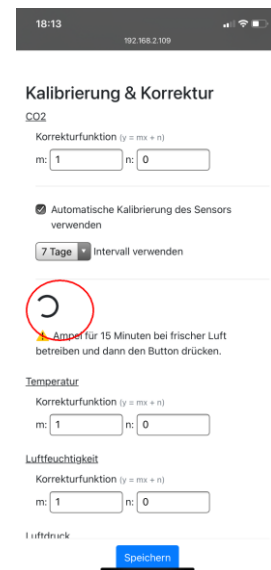 18:13
192.168.2.109
Kalibrierung & Korrektur
CO2
Korrekturfunktion (y = mx + n)
m: 1 n: 0
Automatische Kalibrierung des Sensors
verwenden
7 Tage Intervall verwenden
Ampel für 15 Minuten bei frischer Luft
betreiben und dann den Button drücken.
Temperatur
Korrekturfunktion (y = mx + n)
m: 1 n: 0
Luftfeuchtigkeit
Korrekturfunktion (y = mx + n)
m: 1 n: 0
Luftdruck
Speichern